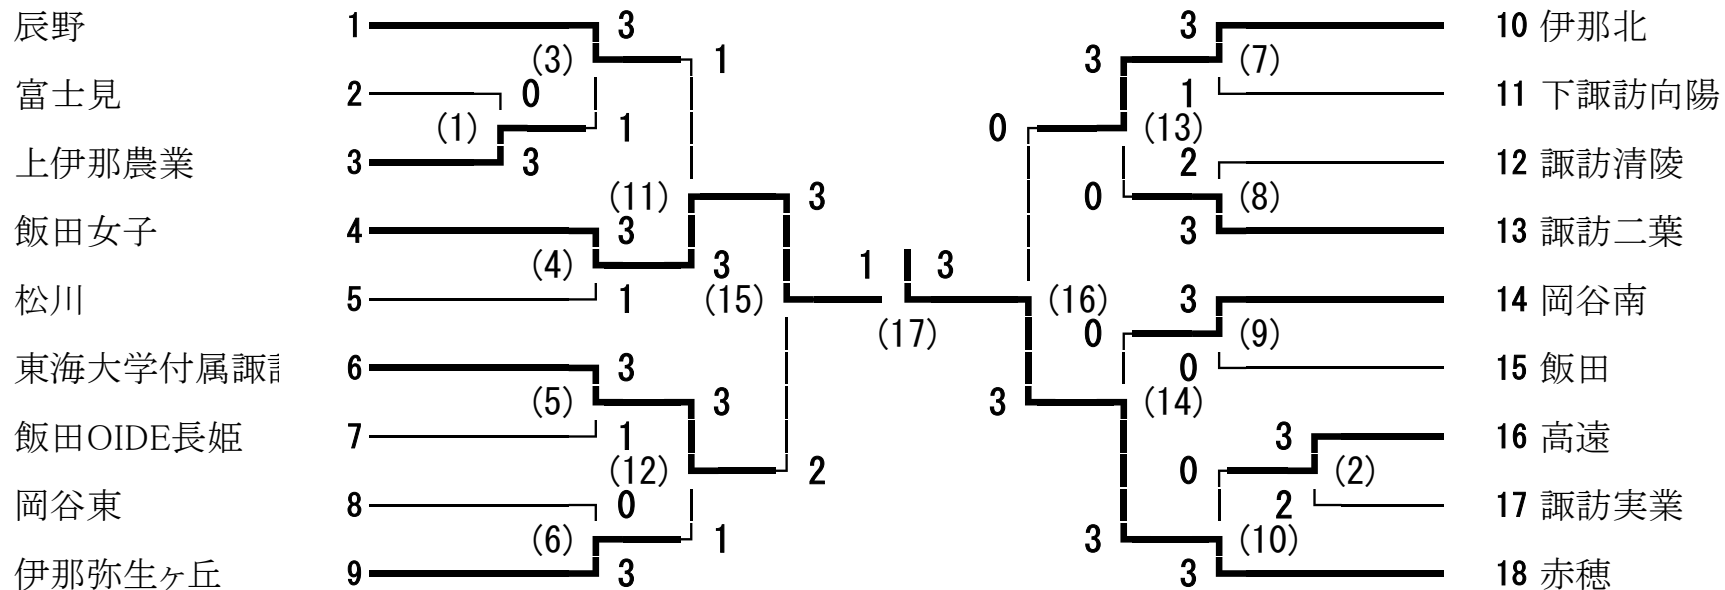 辰野 1 3 3 10 伊那北
(3) 1 3 (7)
富士見 2 0 1 11 下諏訪向陽
(1) 1 0 (13)
上伊那農業 3 3 2 12 諏訪清陵
(11) 3 0 (8)
飯田女子 4 3 3 13 諏訪二葉
(4) 3 1 3
松川 5 1 (15) (16) 3 14 岡谷南
(17) 0 (9)
東海大学付属諏 6 3 0 15 飯田
(5) 3 3 (14)
飯田OIDE長姫 7 1 3 16 高遠
(12) 2 0 (2)
岡谷東 8 0 2 17 諏訪実業
(6) 1 3 (10)
伊那弥生ヶ丘 9 3 3 18 赤穂